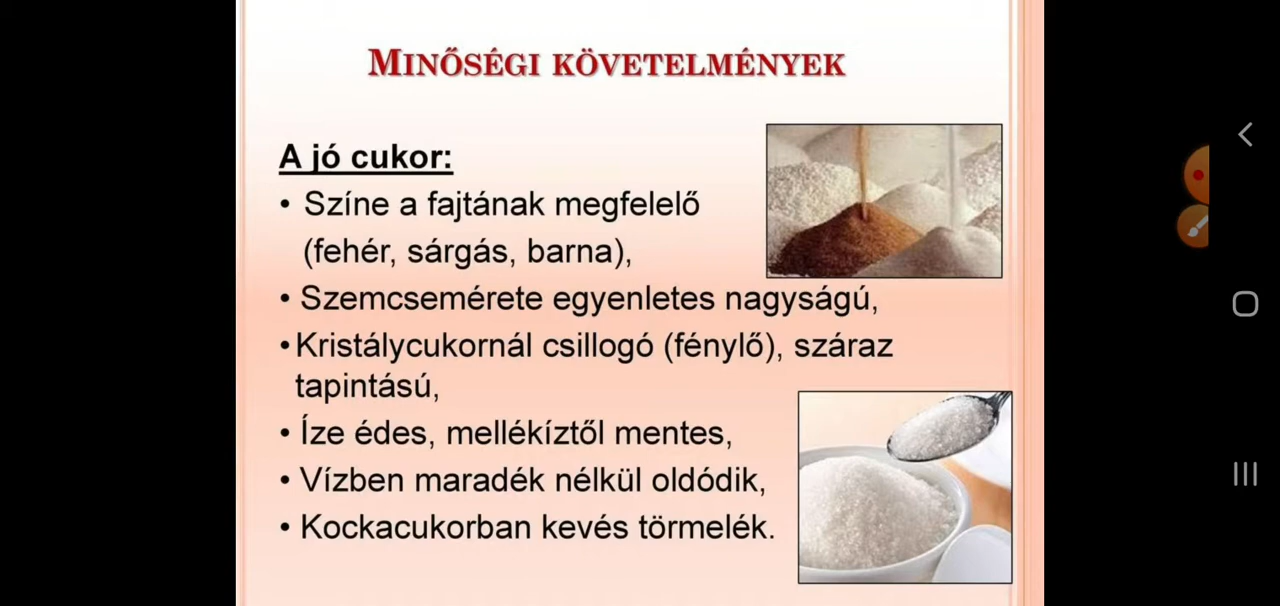 MINŐSÉGI KÖVETELMÉNYEK
A jó cukor:
• Színe a fajtának megfelelő
(fehér, sárgás, barna),
• Szemcsemérete egyenletes nagyságú,
• Kristálycukornál csillogó (fénylő), száraz
tapintású,
• Íze édes, mellékíztől mentes,
• Vízben maradék nélkül oldódik,
• Kockacukorban kevés törmelék.